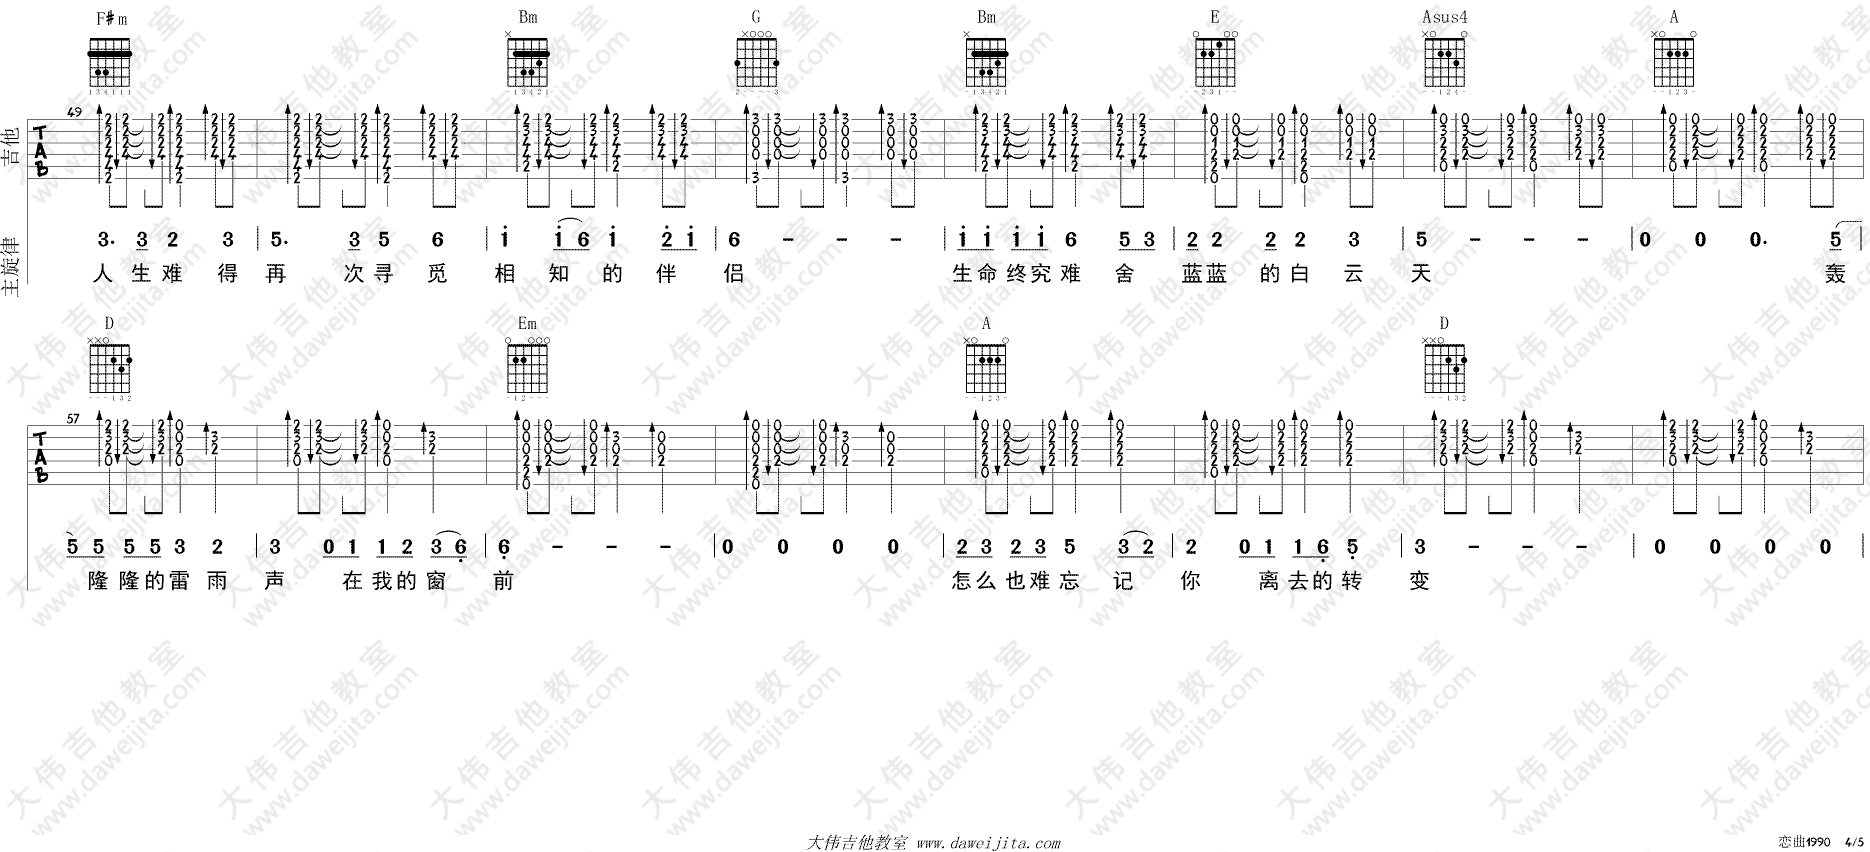 F#m Bm G Bm E Asus4 A
49
吉他
TAB
主旋律
3. 3 2 3 | 5. 3 5 6 | i i 6 i 2 i | 6 - - - | i i i i 6 5 3 | 2 2 2 2 3 | 5 - - - | 0 0 0. 5 |
人 生 难 得 再 次 寻 觅 相 知 的 伴 侣 生 命 终 究 难 舍 蓝 蓝 的 白 云 天 轰
D Em A D
57
TAB
5 5 5 5 3 2 | 3 0 1 1 2 3 6 | 6 - - - | 0 0 0 0 | 2 3 2 3 5 3 2 | 2 0 1 1 6 5 | 3 - - - | 0 0 0 0 |
隆 隆 的 雷 雨 声 在 我 的 窗 前 怎 么 也 难 忘 记 你 离 去 的 转 变
大伟吉他教室 www.daweijita.com
恋曲1990 4/5